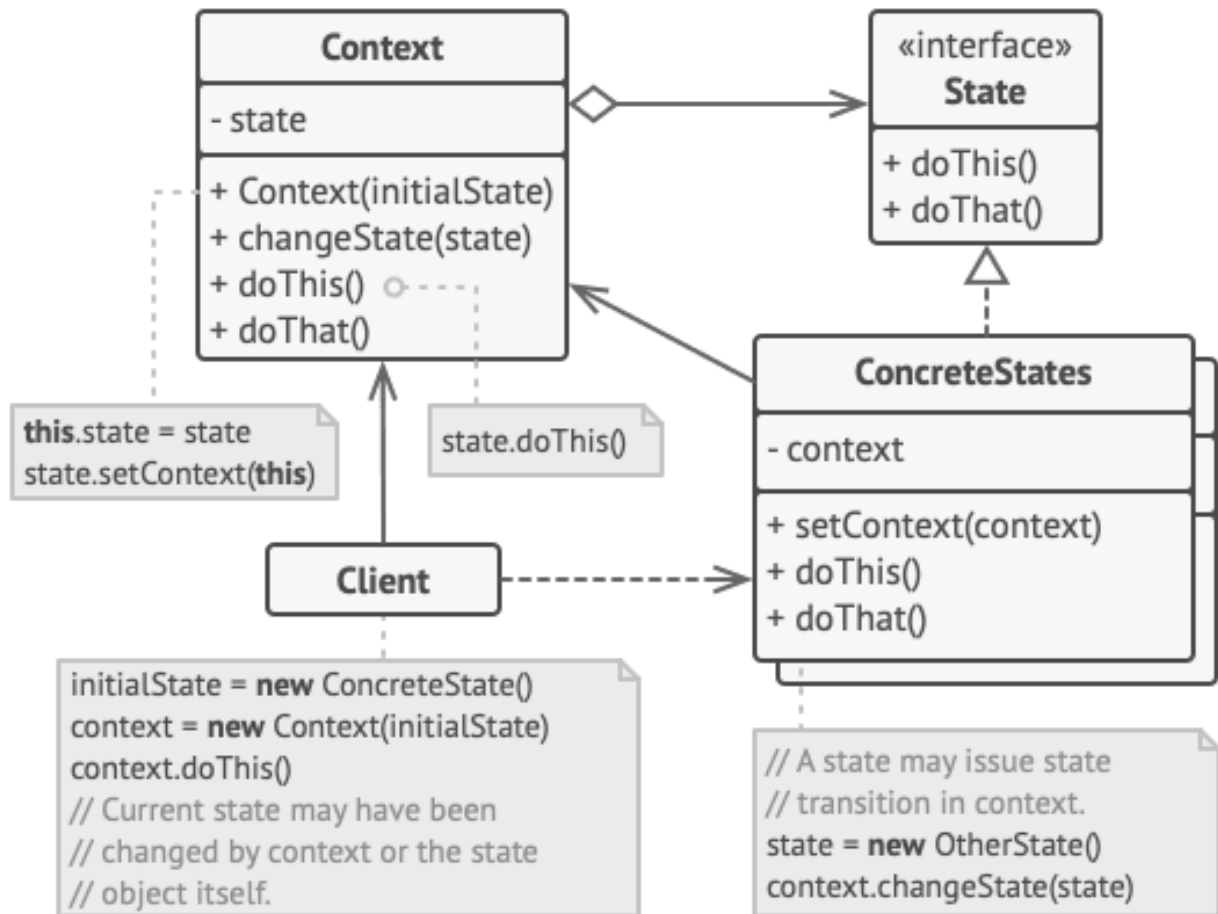 Context
- state
+ Context(initialState)
+ changeState(state)
+ doThis()
+ doThat()
«interface»
State
+ doThis()
+ doThat()
this.state = state
state.setContext(this)
state.doThis()
ConcreteStates
- context
+ setContext(context)
+ doThis()
+ doThat()
Client
initialState = new ConcreteState()
context = new Context(initialState)
context.doThis()
// Current state may have been
// changed by context or the state
// object itself.
// A state may issue state
// transition in context.
state = new OtherState()
context.changeState(state)